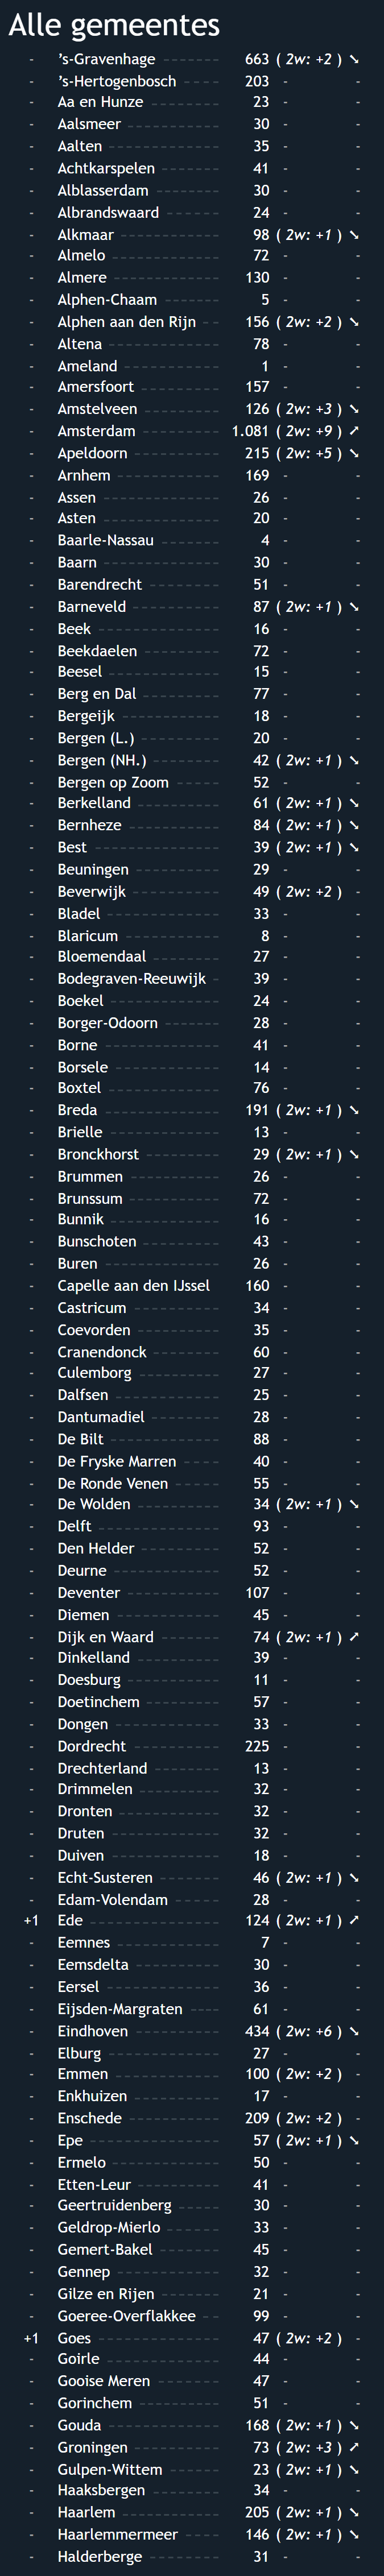 Alle gemeentes
- ’s-Gravenhage ------- 663 ( 2w: +2 ) ➘
- ’s-Hertogenbosch ----- 203 - -
- Aa en Hunze -------- 23 - -
- Aalsmeer ---------- 30 - -
- Aalten ------------ 35 - -
- Achtkarspelen ------- 41 - -
- Alblasserdam -------- 30 - -
- Albrandswaard ------- 24 - -
- Alkmaar ----------- 98 ( 2w: +1 ) ➘
- Almelo ------------ 72 - -
- Almere ------------ 130 - -
- Alphen-Chaam ------- 5 - -
- Alphen aan den Rijn -- 156 ( 2w: +2 ) ➘
- Altena ------------ 78 - -
- Ameland ----------- 1 - -
- Amersfoort --------- 157 - -
- Amstelveen --------- 126 ( 2w: +3 ) ➘
- Amsterdam --------- 1.081 ( 2w: +9 ) ➚
- Apeldoorn ---------- 215 ( 2w: +5 ) ➘
- Arnhem ----------- 169 - -
- Assen ------------- 26 - -
- Asten ------------- 20 - -
- Baarle-Nassau ------- 4 - -
- Baarn ------------- 30 - -
- Barendrecht -------- 51 - -
- Barneveld ---------- 87 ( 2w: +1 ) ➘
- Beek ------------- 16 - -
- Beekdaelen --------- 72 - -
- Beesel ------------ 15 - -
- Berg en Dal --------- 77 - -
- Bergeijk ----------- 18 - -
- Bergen (L.) --------- 20 - -
- Bergen (NH.) -------- 42 ( 2w: +1 ) ➘
- Bergen op Zoom ------ 52 - -
- Berkelland ---------- 61 ( 2w: +1 ) ➘
- Bernheze ---------- 84 ( 2w: +1 ) ➘
- Best ------------- 39 ( 2w: +1 ) ➘
- Beuningen ---------- 29 - -
- Beverwijk ---------- 49 ( 2w: +2 ) -
- Bladel ------------ 33 - -
- Blaricum ----------- 8 - -
- Bloemendaal -------- 27 - -
- Bodegraven-Reeuwijk - 39 - -
- Boekel ------------ 24 - -
- Borger-Odoorn ------- 28 - -
- Borne ------------ 41 - -
- Borsele ------------ 14 - -
- Boxtel ------------ 76 - -
- Breda ------------- 191 ( 2w: +1 ) ➘
- Brielle ------------ 13 - -
- Bronckhorst --------- 29 ( 2w: +1 ) ➘
- Brummen ---------- 26 - -
- Brunssum ---------- 72 - -
- Bunnik ------------ 16 - -
- Bunschoten --------- 43 - -
- Buren ------------- 26 - -
- Capelle aan den IJssel 160 - -
- Castricum ---------- 34 - -
- Coevorden --------- 35 - -
- Cranendonck -------- 60 - -
- Culemborg --------- 27 - -
- Dalfsen ------------ 25 - -
- Dantumadiel -------- 28 - -
- De Bilt ------------ 88 - -
- De Fryske Marren ---- 40 - -
- De Ronde Venen ----- 55 - -
- De Wolden --------- 34 ( 2w: +1 ) ➘
- Delft ------------- 93 - -
- Den Helder --------- 52 - -
- Deurne ----------- 52 - -
- Deventer ---------- 107 - -
- Diemen ----------- 45 - -
- Dijk en Waard ------- 74 ( 2w: +1 ) ➚
- Dinkelland ---------- 39 - -
- Doesburg ---------- 11 - -
- Doetinchem -------- 57 - -
- Dongen ----------- 33 - -
- Dordrecht ---------- 225 - -
- Drechterland -------- 13 - -
- Drimmelen --------- 32 - -
- Dronten ----------- 32 - -
- Druten ------------ 32 - -
- Duiven ------------ 18 - -
- Echt-Susteren ------- 46 ( 2w: +1 ) ➘
- Edam-Volendam ----- 28 - -
+1 Ede ------------- 124 ( 2w: +1 ) ➚
- Eemnes ----------- 7 - -
- Eemsdelta ---------- 30 - -
- Eersel ------------ 36 - -
- Eijsden-Margraten ---- 61 - -
- Eindhoven --------- 434 ( 2w: +6 ) ➘
- Elburg ------------ 27 - -
- Emmen ----------- 100 ( 2w: +2 ) -
- Enkhuizen ---------- 17 - -
- Enschede ---------- 209 ( 2w: +2 ) -
- Epe ------------- 57 ( 2w: +1 ) ➘
- Ermelo ------------ 50 - -
- Etten-Leur ---------- 41 - -
- Geertruidenberg ----- 30 - -
- Geldrop-Mierlo ------ 33 - -
- Gemert-Bakel ------- 45 - -
- Gennep ----------- 32 - -
- Gilze en Rijen ------- 21 - -
- Goeree-Overflakkee -- 99 - -
+1 Goes ------------- 47 ( 2w: +2 ) -
- Goirle ------------ 44 - -
- Gooise Meren ------- 47 - -
- Gorinchem --------- 51 - -
- Gouda ------------ 168 ( 2w: +1 ) ➘
- Groningen ---------- 73 ( 2w: +3 ) ➚
- Gulpen-Wittem ------ 23 ( 2w: +1 ) ➘
- Haaksbergen -------- 34 - -
- Haarlem ----------- 205 ( 2w: +1 ) ➘
- Haarlemmermeer ---- 146 ( 2w: +1 ) ➘
- Halderberge -------- 31 - -